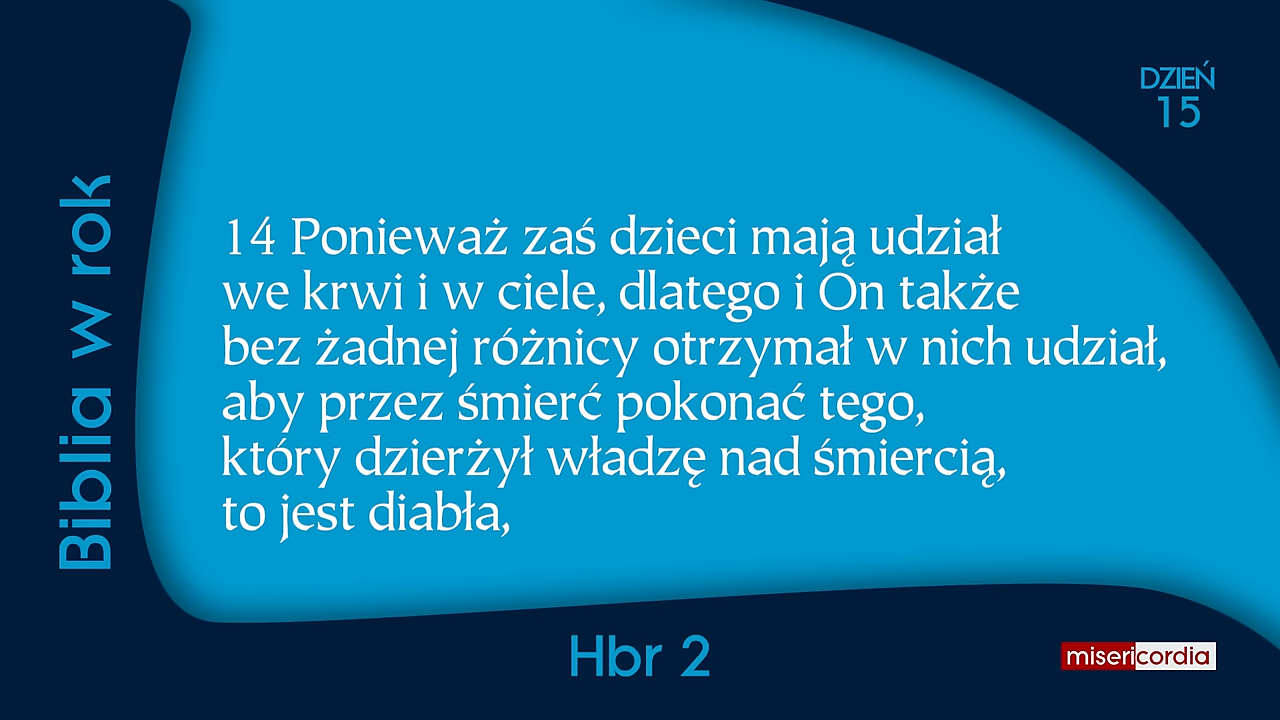 DZIEŃ
15
Biblia w rok
14 Ponieważ zaś dzieci mają udział
we krwi i w ciele, dlatego i On także
bez żadnej różnicy otrzymał w nich udział,
aby przez śmierć pokonać tego,
który dzierżył władzę nad śmiercią,
to jest diabła,
Hbr 2
misericordia